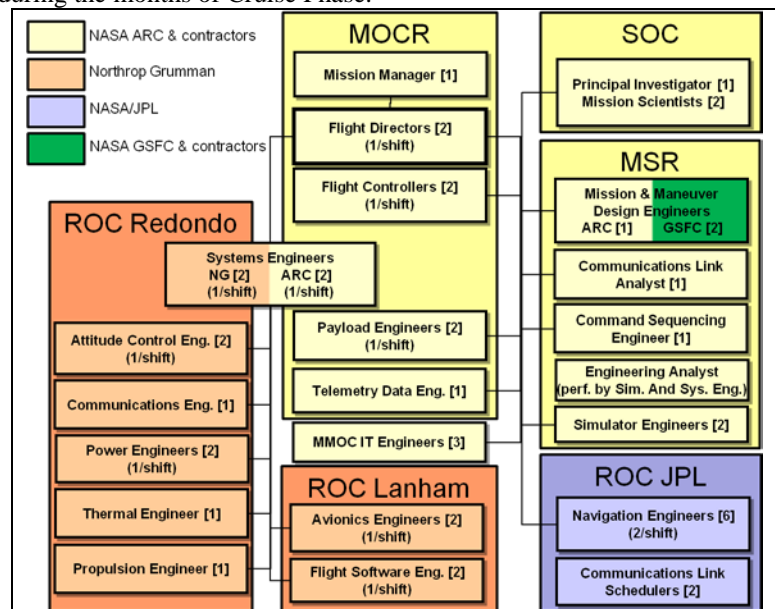 during the months of Cruise Phase.
NASA ARC & contractors
Northrop Grumman
NASA/JPL
NASA GSFC & contractors
MOCR
Mission Manager [1]
Flight Directors [2]
(1/shift)
Flight Controllers [2]
(1/shift)
Systems Engineers
NG [2] ARC [2]
(1/shift) (1/shift)
Payload Engineers [2]
(1/shift)
Telemetry Data Eng. [1]
MMOC IT Engineers [3]
SOC
Principal Investigator [1]
Mission Scientists [2]
MSR
Mission & Maneuver
Design Engineers
ARC [1] GSFC [2]
Communications Link
Analyst [1]
Command Sequencing
Engineer [1]
Engineering Analyst
(perf. by Sim. And Sys. Eng.)
Simulator Engineers [2]
ROC Redondo
Attitude Control Eng. [2]
(1/shift)
Communications Eng. [1]
Power Engineers [2]
(1/shift)
Thermal Engineer [1]
Propulsion Engineer [1]
ROC Lanham
Avionics Engineers [2]
(1/shift)
Flight Software Eng. [2]
(1/shift)
ROC JPL
Navigation Engineers [6]
(2/shift)
Communications Link
Schedulers [2]